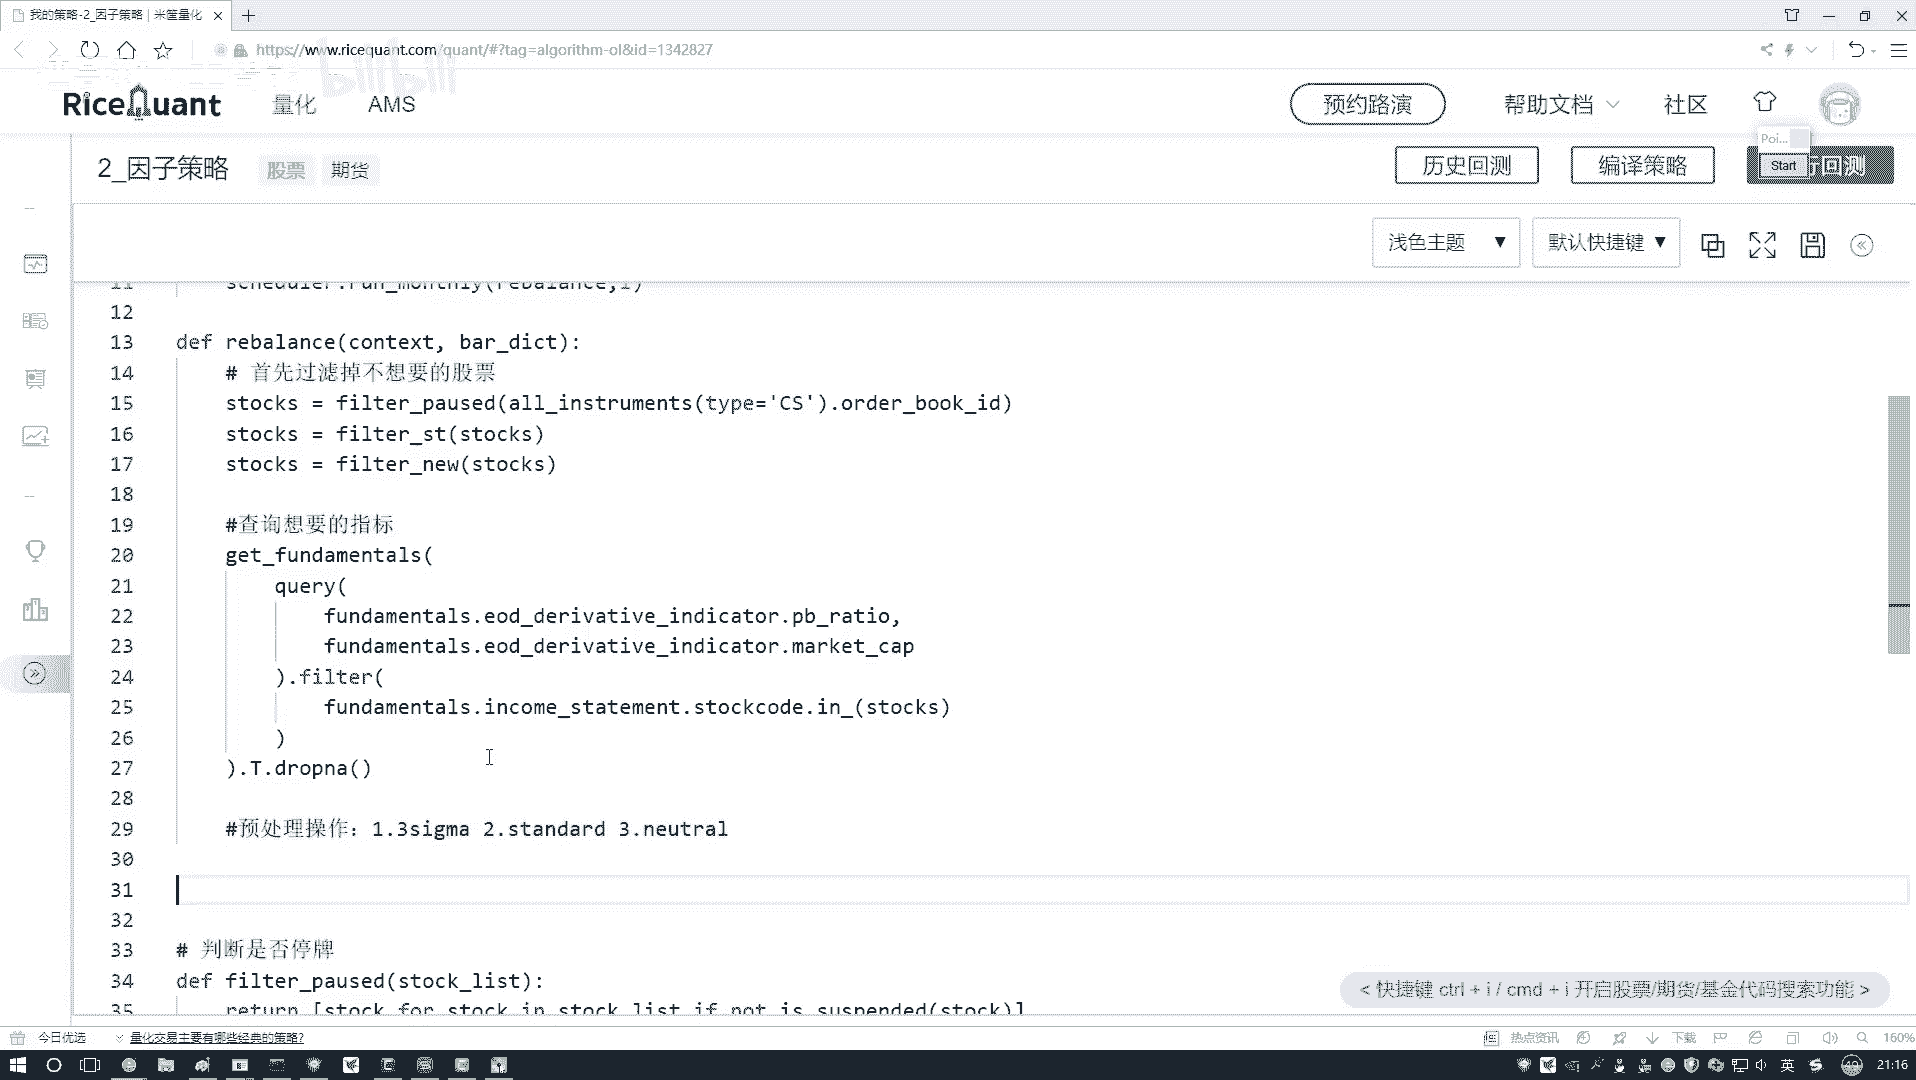 我的策略-2_因子策略 | 米筐量化
https://www.ricequant.com/quant/#?tag=algorithm-ol&id=1342827
bilibili
RiceQuant 量化 AMS 预约路演 帮助文档 社区
Poi...
2_因子策略 股票 期货 历史回测 编译策略 Start 回测
浅色主题 ▼ 默认快捷键 ▼
11 scheduler.run_monthly(rebalance,1)
12
13 def rebalance(context, bar_dict):
14 # 首先过滤掉不想要的股票
15 stocks = filter_paused(all_instruments(type='CS').order_book_id)
16 stocks = filter_st(stocks)
17 stocks = filter_new(stocks)
18
19 #查询想要的指标
20 get_fundamentals(
21 query(
22 fundamentals.eod_derivative_indicator.pb_ratio,
23 fundamentals.eod_derivative_indicator.market_cap
24 ).filter(
25 fundamentals.income_statement.stockcode.in_(stocks)
26 )
27 ).T.dropna()
28
29 #预处理操作：1.3sigma 2.standard 3.neutral
30
31
32
33 # 判断是否停牌
34 def filter_paused(stock_list):
35 return [stock for stock in stock_list if not is_suspended(stock)]
< 快捷键 ctrl + i / cmd + i 开启股票/期货/基金代码搜索功能 >
今日优选 量化交易主要有哪些经典的策略? 热点资讯 下载 160%
英 21:16